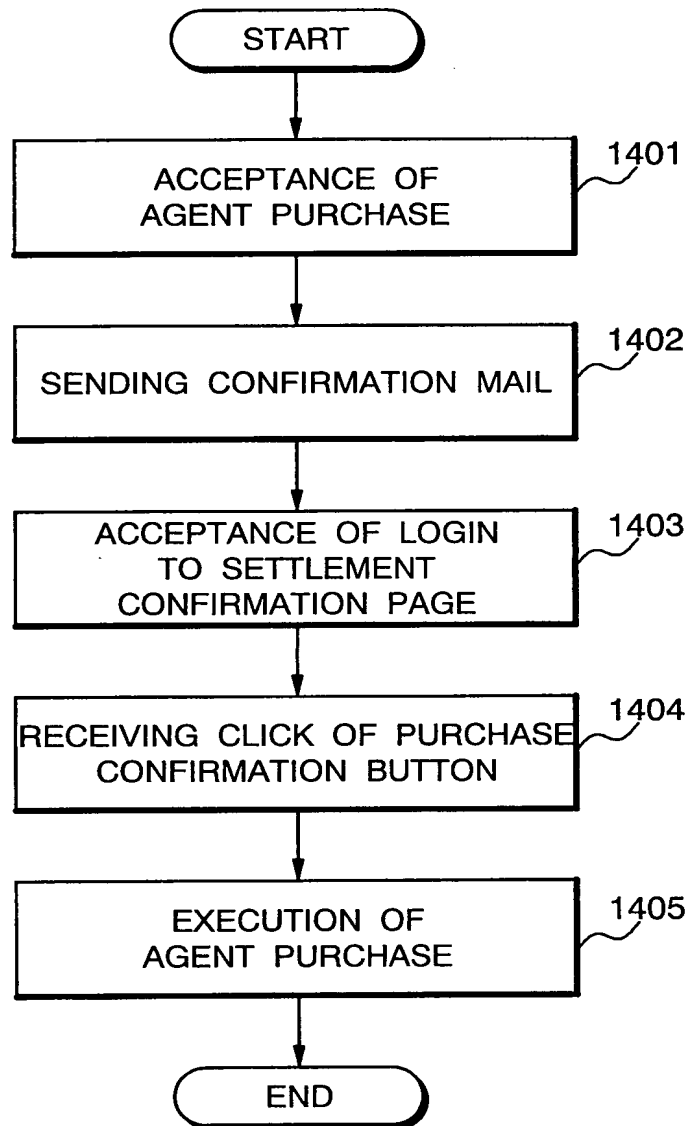 START
1401
ACCEPTANCE OF
AGENT PURCHASE
1402
SENDING CONFIRMATION MAIL
1403
ACCEPTANCE OF LOGIN
TO SETTLEMENT
CONFIRMATION PAGE
1404
RECEIVING CLICK OF PURCHASE
CONFIRMATION BUTTON
1405
EXECUTION OF
AGENT PURCHASE
END